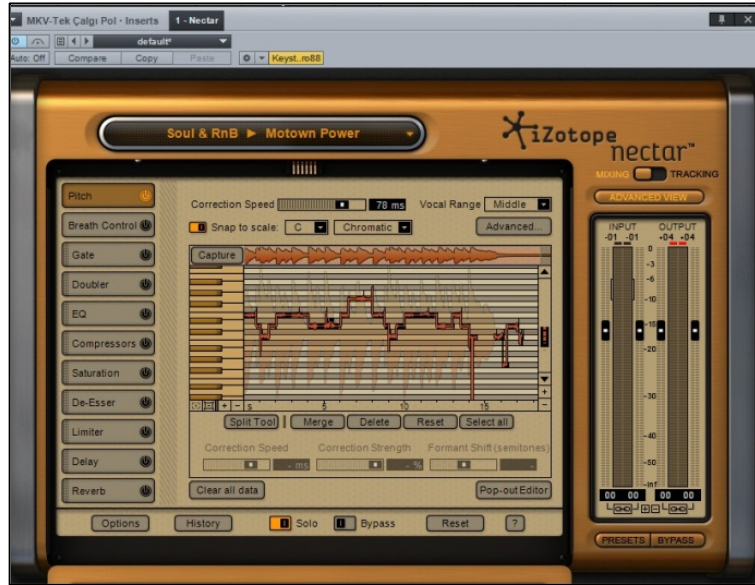 MKV-Tek Çalgı Pol · Inserts 1 - Nectar
default*
Auto: Off Compare Copy Paste Keyst..ro88
Soul & RnB ► Motown Power
iZotope
nectar™
MIXING TRACKING
ADVANCED VIEW
Pitch
Breath Control
Gate
Doubler
EQ
Compressors
Saturation
De-Esser
Limiter
Delay
Reverb
Correction Speed 78 ms Vocal Range Middle
Snap to scale: C Chromatic Advanced...
Capture
s 5 10 15
Split Tool Merge Delete Reset Select all
Correction Speed Correction Strength Formant Shift (semitones)
- ms - % -
Clear all data Pop-out Editor
Options History Solo Bypass Reset ?
INPUT OUTPUT
-01 -01 +04 +04
0
-3
-6
-10
-15
-20
-30
-40
-50
-Inf
00 00 00 00
PRESETS BYPASS